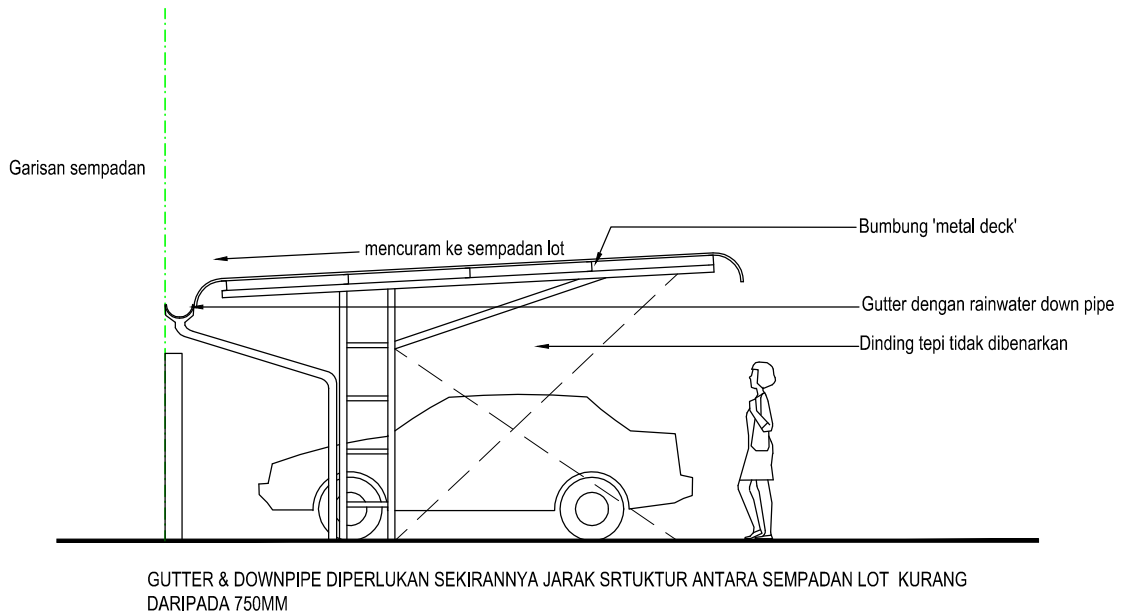 Garisan sempadan
Bumbung 'metal deck'
mencuram ke sempadan lot
Gutter dengan rainwater down pipe
Dinding tepi tidak dibenarkan
GUTTER & DOWNPIPE DIPERLUKAN SEKIRANNYA JARAK SRTUKTUR ANTARA SEMPADAN LOT KURANG
DARIPADA 750MM